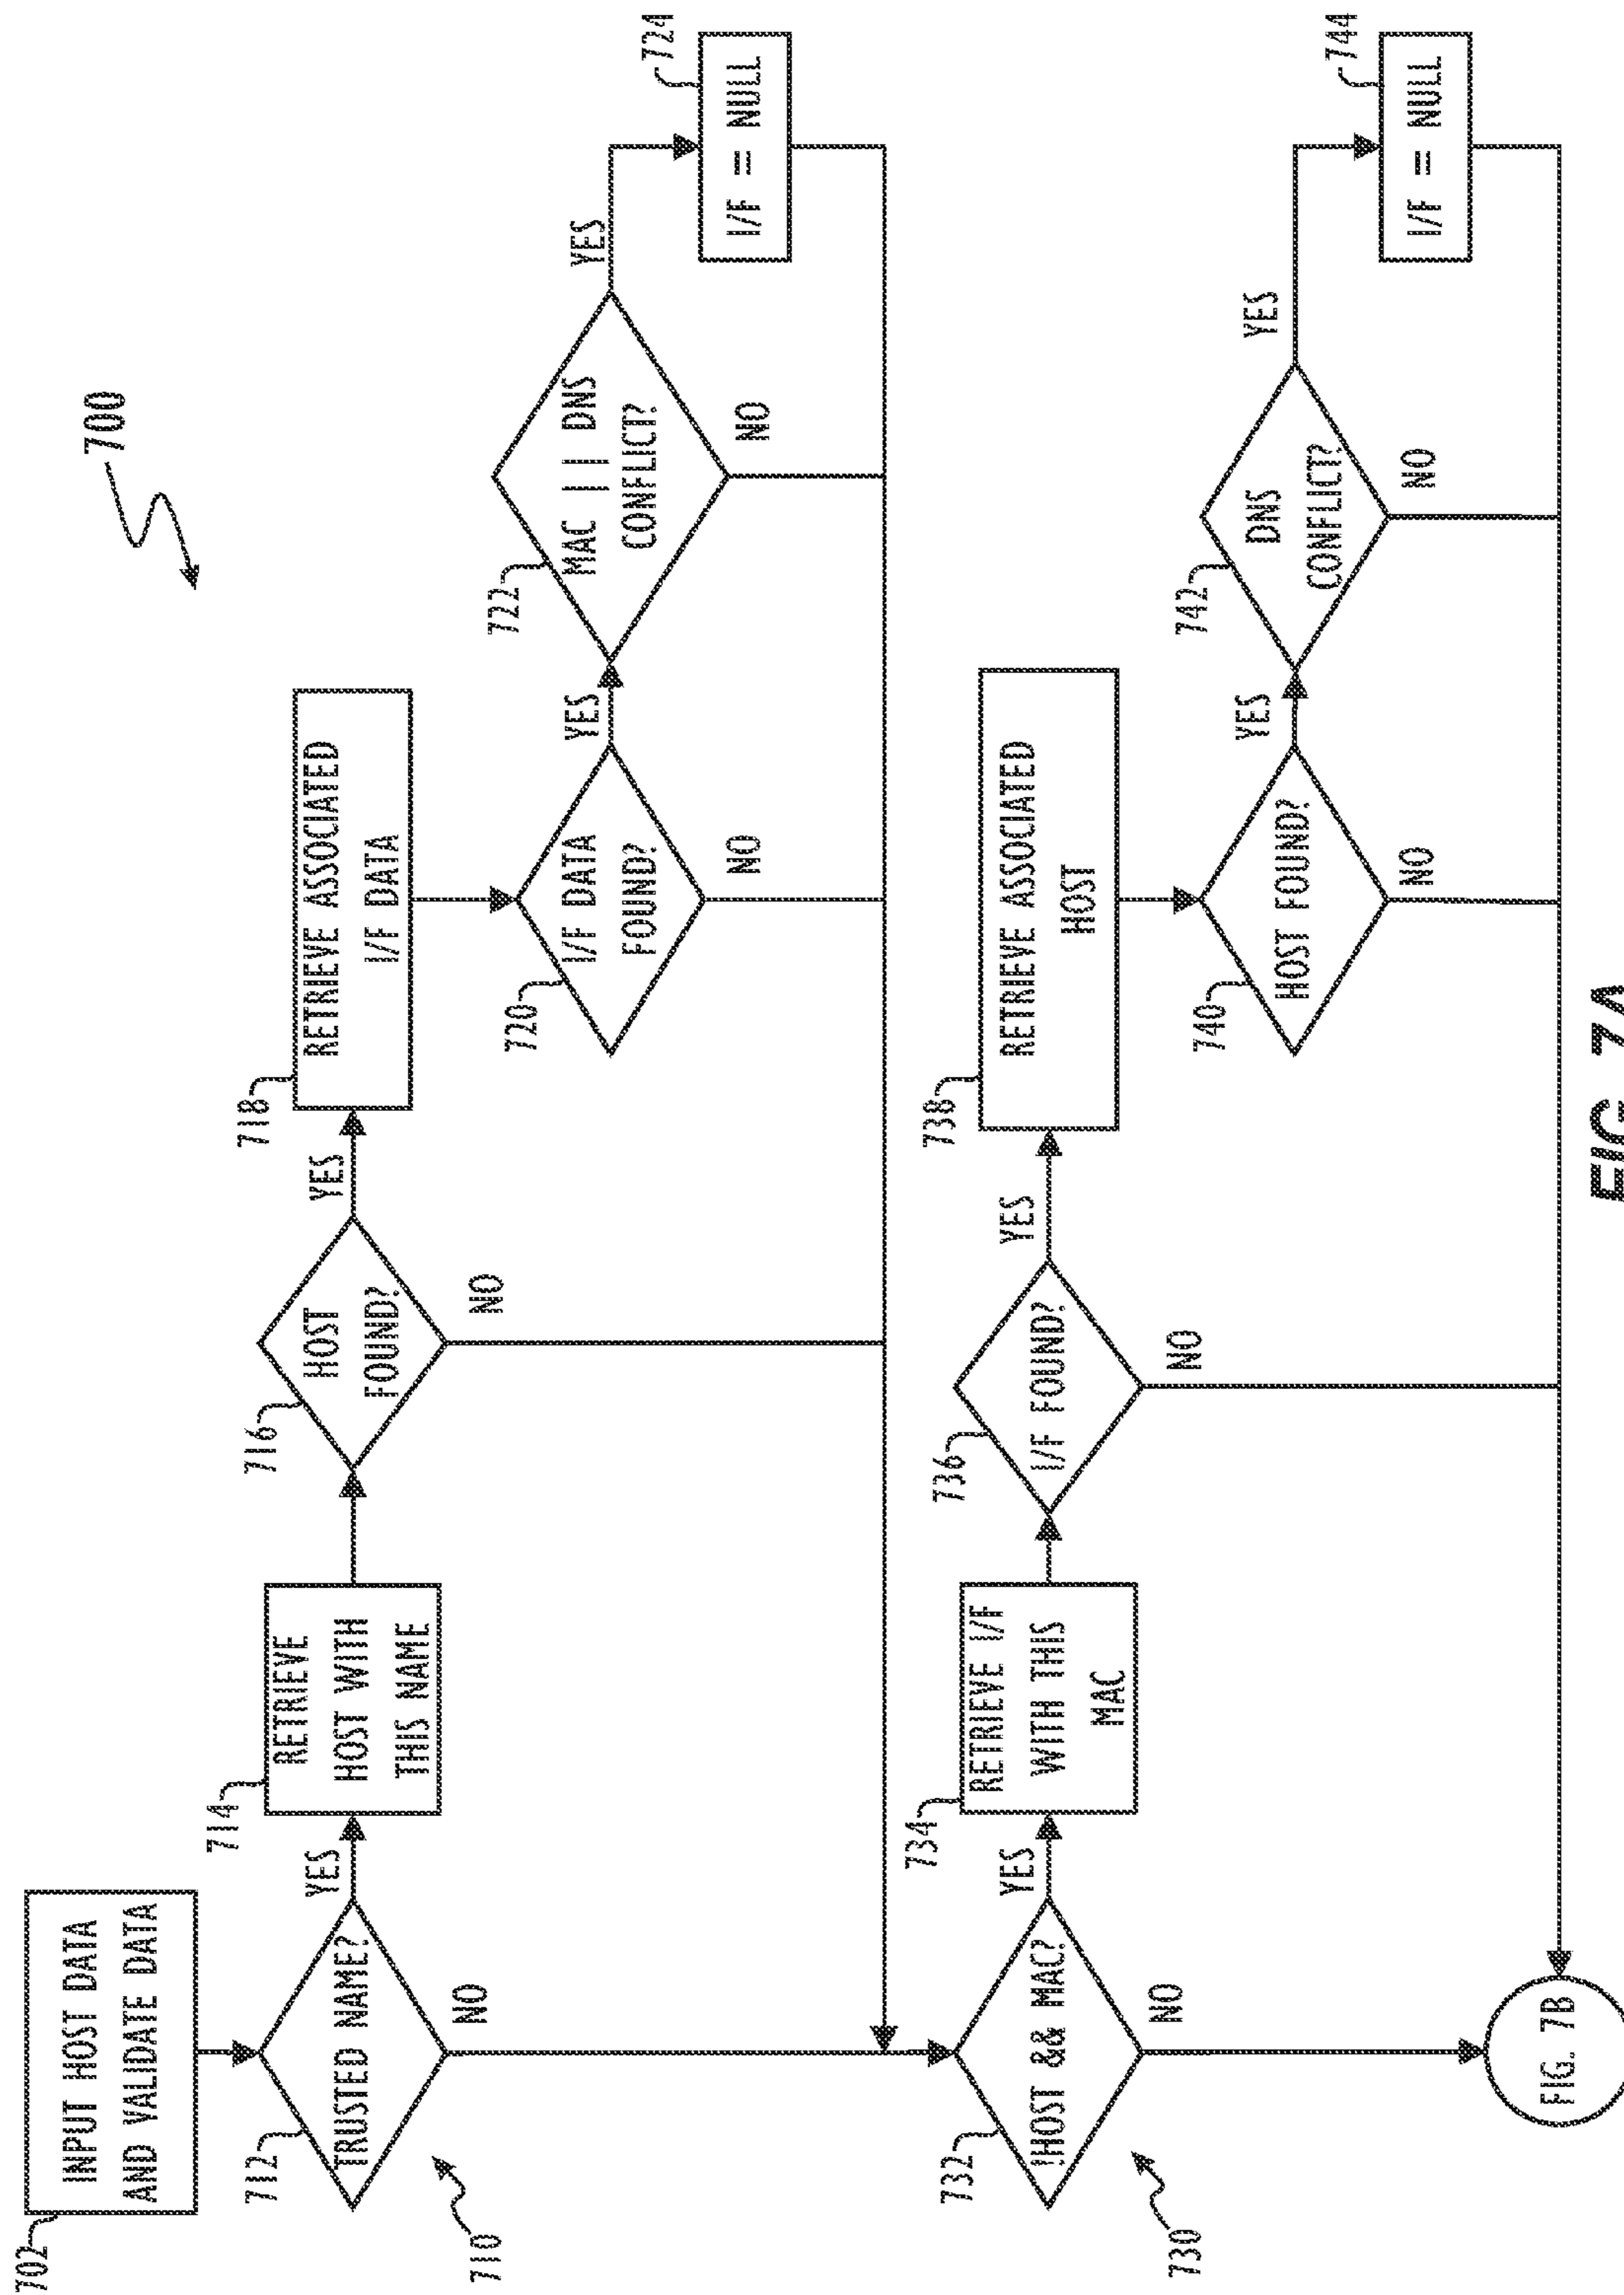 700
702
INPUT HOST DATA
AND VALIDATE DATA
710
712
TRUSTED NAME?
YES
NO
714
RETRIEVE
HOST WITH
THIS NAME
716
HOST
FOUND?
YES
NO
718
RETRIEVE ASSOCIATED
I/F DATA
720
I/F DATA
FOUND?
YES
NO
722
MAC || DNS
CONFLICT?
YES
NO
724
I/F = NULL
730
732
!HOST && MAC?
YES
NO
734
RETRIEVE I/F
WITH THIS
MAC
736
I/F FOUND?
YES
NO
738
RETRIEVE ASSOCIATED
HOST
740
HOST FOUND?
YES
NO
742
DNS
CONFLICT?
YES
NO
744
I/F = NULL
FIG. 7B
FIG. 7A